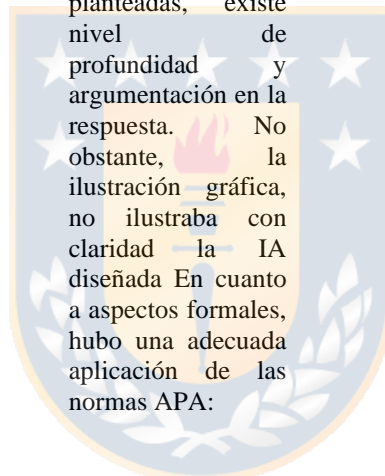 planteadas, existe
nivel de
profundidad y
argumentación en la
respuesta. No
obstante, la
ilustración gráfica,
no ilustraba con
claridad la IA
diseñada En cuanto
a aspectos formales,
hubo una adecuada
aplicación de las
normas APA: